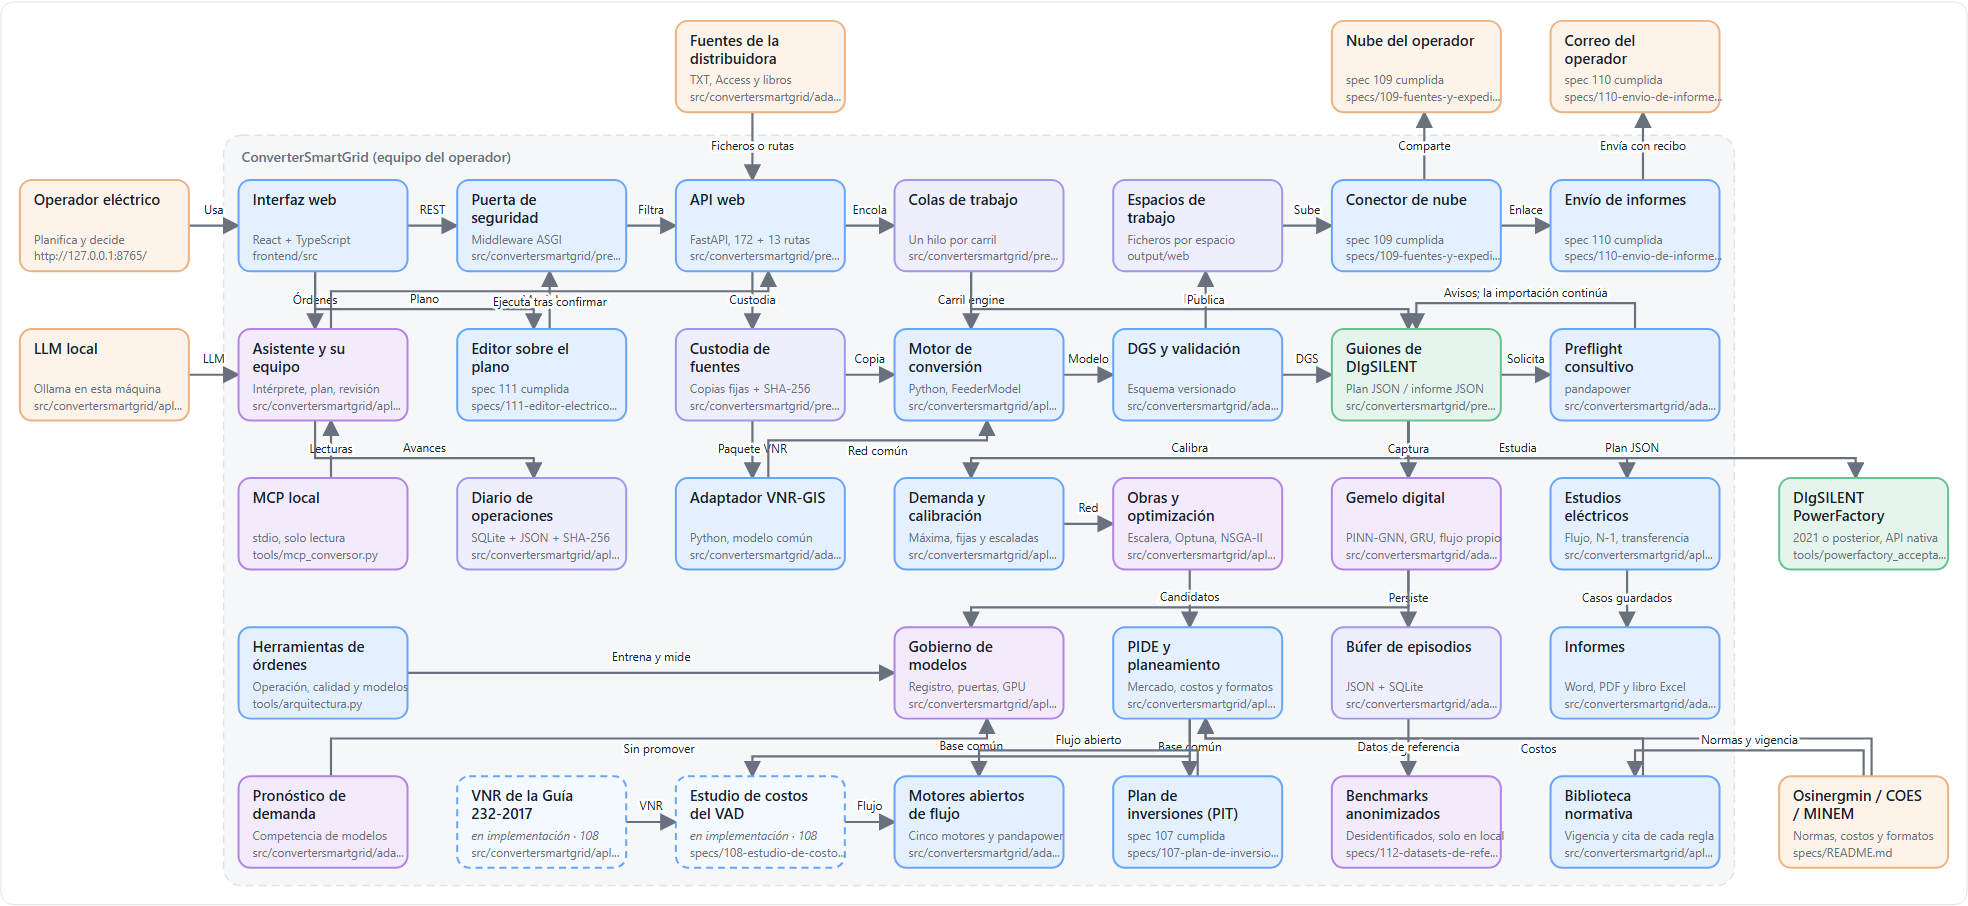 Fuentes de la
distribuidora
TXT, Access y libros
src/convertersmartgrid/ada...
Nube del operador
spec 109 cumplida
specs/109-fuentes-y-expedi...
Correo del
operador
spec 110 cumplida
specs/110-envio-de-informe...
Ficheros o rutas
Comparte
Envía con recibo
ConverterSmartGrid (equipo del operador)
Operador eléctrico
Planifica y decide
http://127.0.0.1:8765/
Usa
Interfaz web
React + TypeScript
frontend/src
REST
Puerta de
seguridad
Middleware ASGI
src/convertersmartgrid/pre...
Filtra
API web
FastAPI, 172 + 13 rutas
src/convertersmartgrid/pre...
Encola
Colas de trabajo
Un hilo por carril
src/convertersmartgrid/pre...
Espacios de
trabajo
Ficheros por espacio
output/web
Sube
Conector de nube
spec 109 cumplida
specs/109-fuentes-y-expedi...
Enlace
Envío de informes
spec 110 cumplida
specs/110-envio-de-informe...
Órdenes
Plano
Ejecuta tras confirmar
Custodia
Carril engine
Publica
Avisos; la importación continúa
LLM local
Ollama en esta máquina
src/convertersmartgrid/apl...
LLM
Asistente y su
equipo
Intérprete, plan, revisión
src/convertersmartgrid/apl...
Editor sobre el
plano
spec 111 cumplida
specs/111-editor-electrico...
Custodia de
fuentes
Copias fijas + SHA-256
src/convertersmartgrid/pre...
Copia
Motor de
conversión
Python, FeederModel
src/convertersmartgrid/apl...
Modelo
DGS y validación
Esquema versionado
src/convertersmartgrid/ada...
DGS
Guiones de
DIgSILENT
Plan JSON / informe JSON
src/convertersmartgrid/pre...
Solicita
Preflight
consultivo
pandapower
src/convertersmartgrid/ada...
Lecturas
Avances
Paquete VNR
Red común
Calibra
Captura
Estudia
Plan JSON
MCP local
stdio, solo lectura
tools/mcp_conversor.py
Diario de
operaciones
SQLite + JSON + SHA-256
src/convertersmartgrid/apl...
Adaptador VNR-GIS
Python, modelo común
src/convertersmartgrid/ada...
Demanda y
calibración
Máxima, fijas y escaladas
src/convertersmartgrid/apl...
Red
Obras y
optimización
Escalera, Optuna, NSGA-II
src/convertersmartgrid/apl...
Gemelo digital
PINN-GNN, GRU, flujo propio
src/convertersmartgrid/ada...
Estudios
eléctricos
Flujo, N-1, transferencia
src/convertersmartgrid/apl...
DIgSILENT
PowerFactory
2021 o posterior, API nativa
tools/powerfactory_accepta...
Candidatos
Persiste
Casos guardados
Herramientas de
órdenes
Operación, calidad y modelos
tools/arquitectura.py
Entrena y mide
Gobierno de
modelos
Registro, puertas, GPU
src/convertersmartgrid/apl...
PIDE y
planeamiento
Mercado, costos y formatos
src/convertersmartgrid/apl...
Búfer de episodios
JSON + SQLite
src/convertersmartgrid/ada...
Informes
Word, PDF y libro Excel
src/convertersmartgrid/ada...
Sin promover
Base común
Flujo abierto
Base común
Datos de referencia
Costos
Normas y vigencia
Pronóstico de
demanda
Competencia de modelos
src/convertersmartgrid/ada...
VNR de la Guía
232-2017
en implementación · 108
src/convertersmartgrid/apl...
VNR
Estudio de costos
del VAD
en implementación · 108
specs/108-estudio-de-costo...
Flujo
Motores abiertos
de flujo
Cinco motores y pandapower
src/convertersmartgrid/ada...
Plan de
inversiones (PIT)
spec 107 cumplida
specs/107-plan-de-inversio...
Benchmarks
anonimizados
Desidentificados, solo en local
specs/112-datasets-de-refe...
Biblioteca
normativa
Vigencia y cita de cada regla
src/convertersmartgrid/apl...
Osinergmin / COES
/ MINEM
Normas, costos y formatos
specs/README.md